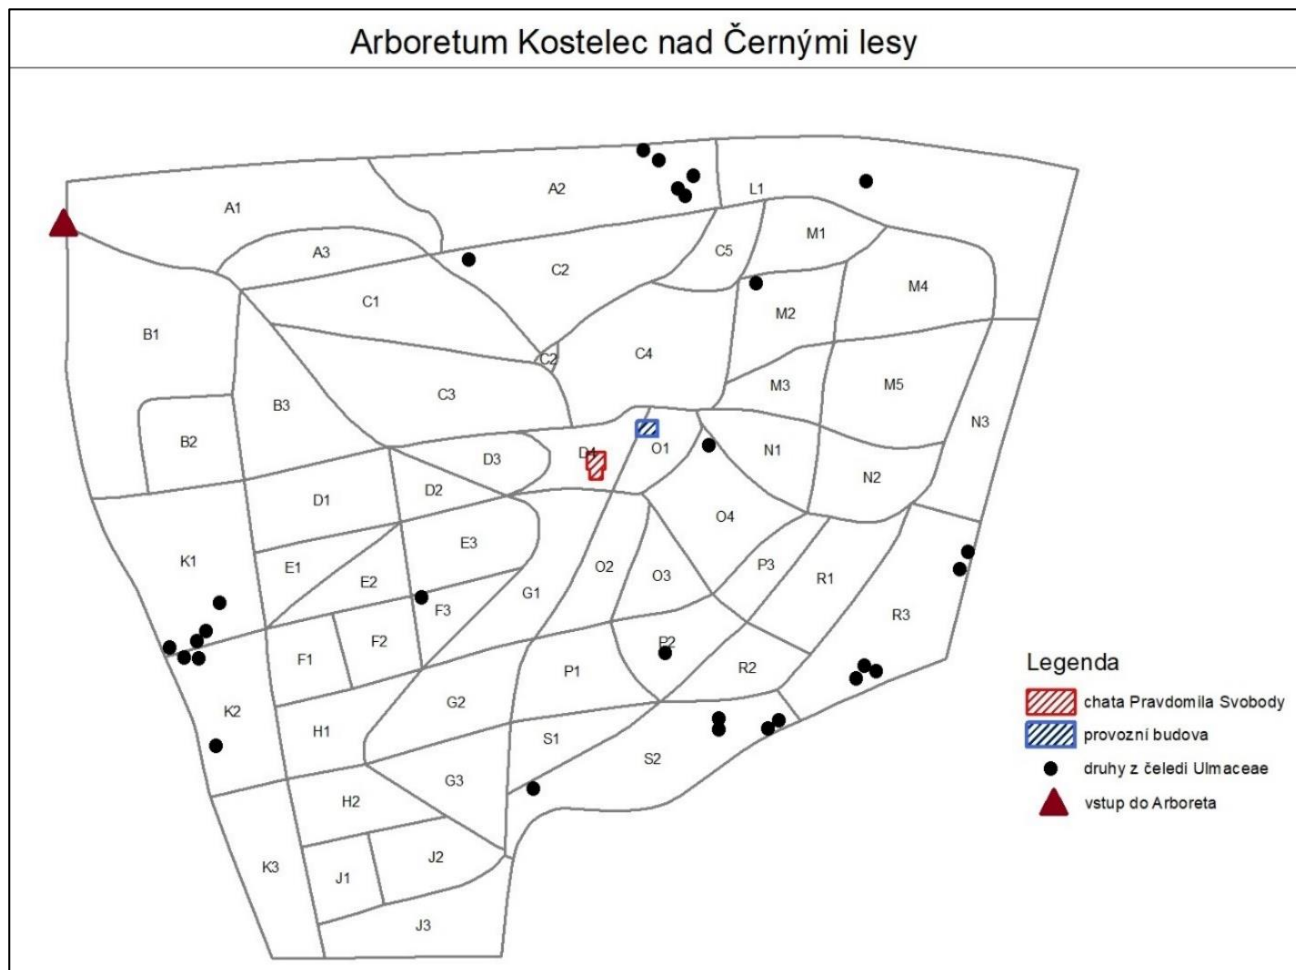 Arboretum Kostelec nad Černými lesy
A1
A2
L1
A3
C2
C5
M1
C1
M4
B1
M2
C4
C2
M3
M5
C3
B3
B2
N3
D3
D4
O1
N1
N2
D1
D2
O4
E3
K1
E1
E2
O2
O3
P3
R1
G1
F3
R3
F1
F2
P2
P1
R2
K2
G2
H1
S1
S2
G3
H2
K3
J1
J2
J3
Legenda
chata Pravdomila Svobody
provozní budova
druhy z čeledi Ulmaceae
vstup do Arboreta